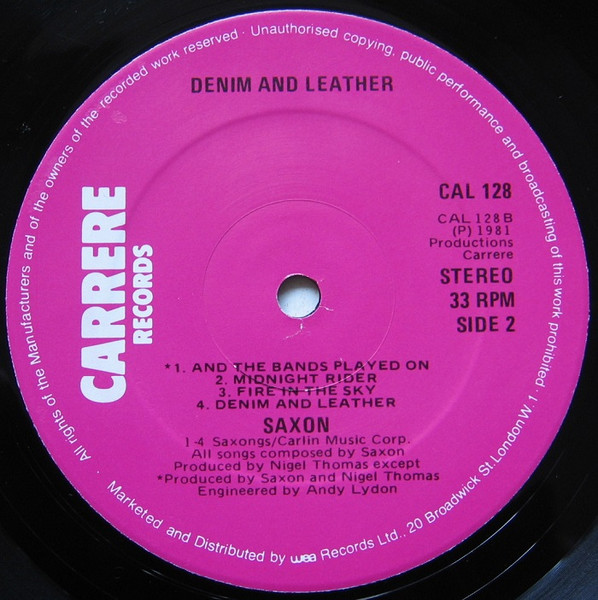 All rights of the Manufacturers and of the owners of the recorded work reserved · Unauthorised copying, public performance and broadcasting of this work prohibited.
DENIM AND LEATHER
CARRERE
RECORDS
CAL 128
CAL 128 B
(P) 1981
Productions
Carrere
STEREO
33 RPM
SIDE 2
*1. AND THE BANDS PLAYED ON
2. MIDNIGHT RIDER
3. FIRE IN THE SKY
4. DENIM AND LEATHER
SAXON
1-4 Saxongs/Carlin Music Corp.
All songs composed by Saxon
Produced by Nigel Thomas except
*Produced by Saxon and Nigel Thomas
Engineered by Andy Lydon
Marketed and Distributed by wea Records Ltd., 20 Broadwick St. London W.1 ·